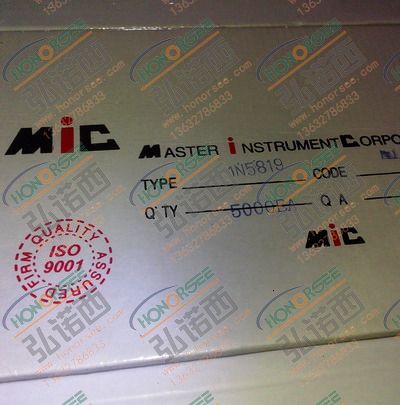 MiC
MASTER iNSTRUMENT CORPO
TYPE 1N5819 CODE
Q'TY 5000EA Q A
MiC
FIRM QUALITY ASSURED
ISO
9001
HONORSEE
弘诺西
www.honorsee.com
13632786833